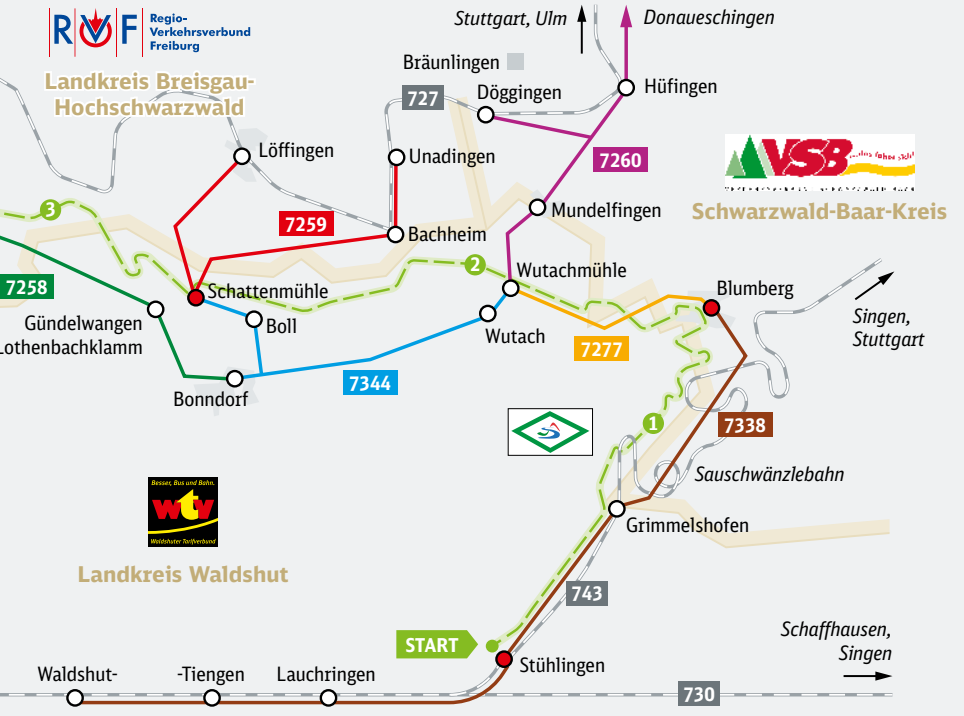 RVF
Regio-
Verkehrsverbund
Freiburg
Landkreis Breisgau-
Hochschwarzwald
Stuttgart, Ulm
Donaueschingen
Bräunlingen
Döggingen
Hüfingen
727
Löffingen
Unadingen
7260
VSB
Schwarzwald-Baar-Kreis
3
7259
Bachheim
Mundelfingen
2
Wutachmühle
7258
Schattenmühle
Blumberg
Gündelwangen
Lothenbachklamm
Boll
Wutach
7277
Singen,
Stuttgart
7344
Bonndorf
1
7338
Sauschwänzlebahn
Besser, Bus und Bahn.
wtv
Waldshuter Tarifverbund
Grimmelshofen
Landkreis Waldshut
743
START
Stühlingen
Schaffhausen,
Singen
Waldshut-
-Tiengen
Lauchringen
730